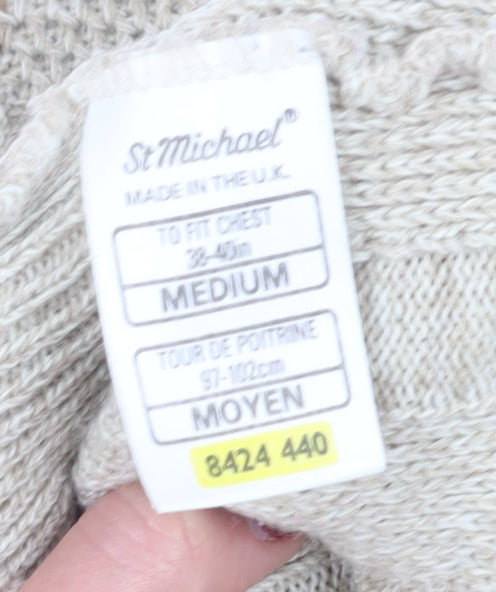 St Michael®
MADE IN THE U.K.
TO FIT CHEST
38-40in
MEDIUM
TOUR DE POITRINE
97-102cm
MOYEN
8424 440